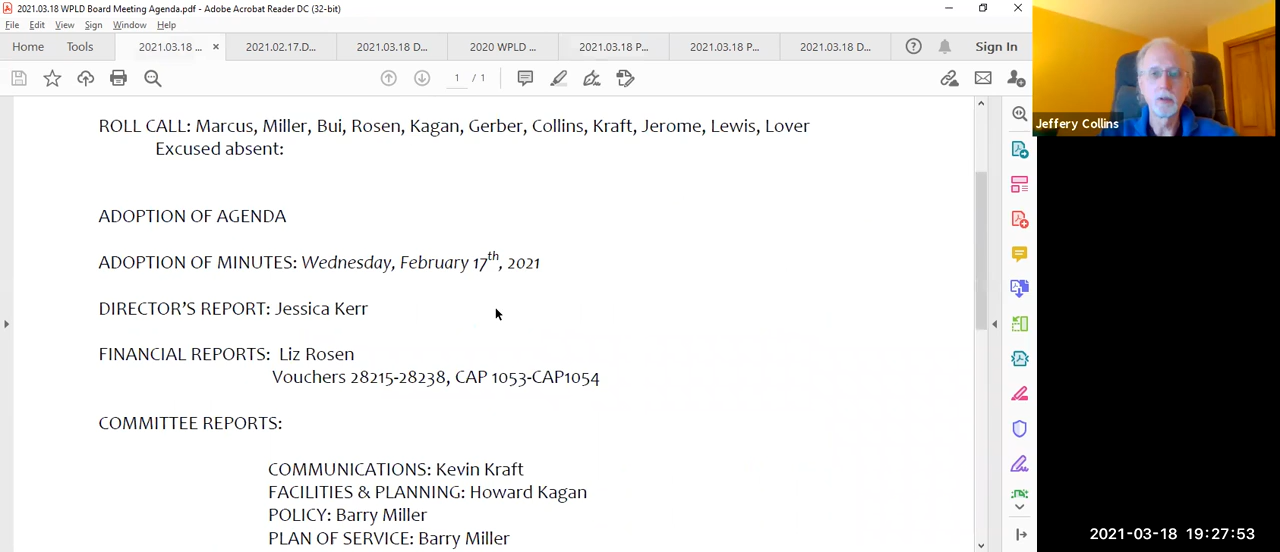 2021.03.18 WPLD Board Meeting Agenda.pdf - Adobe Acrobat Reader DC (32-bit)
File Edit View Sign Window Help
Home Tools 2021.03.18 ... × 2021.02.17.D... 2021.03.18 D... 2020 WPLD ... 2021.03.18 P... 2021.03.18 P... 2021.03.18 D... Sign In
1 / 1
ROLL CALL: Marcus, Miller, Bui, Rosen, Kagan, Gerber, Collins, Kraft, Jerome, Lewis, Lover
Excused absent:
ADOPTION OF AGENDA
ADOPTION OF MINUTES: Wednesday, February 17th, 2021
DIRECTOR'S REPORT: Jessica Kerr
FINANCIAL REPORTS: Liz Rosen
Vouchers 28215-28238, CAP 1053-CAP1054
COMMITTEE REPORTS:
COMMUNICATIONS: Kevin Kraft
FACILITIES & PLANNING: Howard Kagan
POLICY: Barry Miller
PLAN OF SERVICE: Barry Miller
Jeffery Collins
2021-03-18 19:27:53